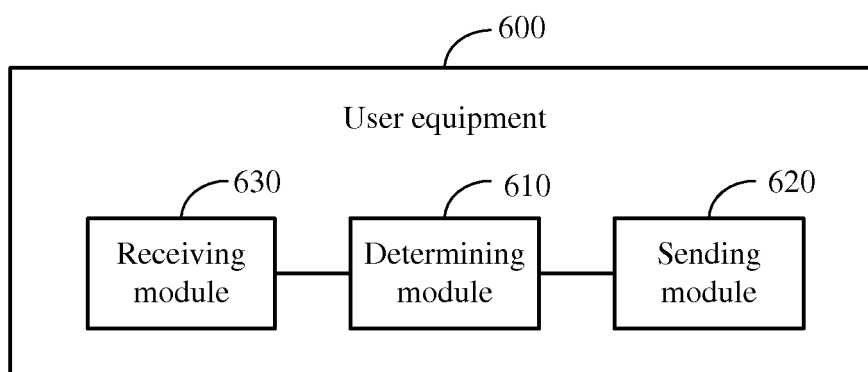 600
User equipment
630
610
620
Receiving
module
Determining
module
Sending
module